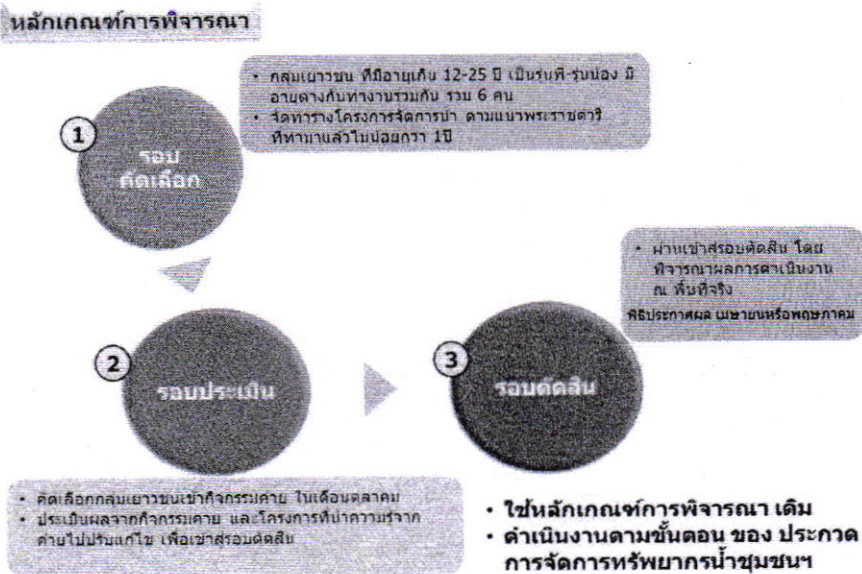 หลักเกณฑ์การพิจารณา
• กลุ่มเยาวชน ที่มีอายุเกิน 12-25 ปี เป็นรุ่นพี่-รุ่นน้อง มี
อายุต่างกันทำงานร่วมกัน รวม 6 คน
• จัดทำร่างโครงการจัดการน้ำ ตามแนวพระราชดำริ
ที่ทำมาแล้วไม่น้อยกว่า 1ปี
1
รอบ
คัดเลือก
• ผ่านเข้าสู่รอบตัดสิน โดย
พิจารณาผลการดำเนินงาน
ณ พื้นที่จริง
พิธีประกาศผล เมษายนหรือพฤษภาคม
2
รอบประเมิน
3
รอบตัดสิน
• คัดเลือกกลุ่มเยาวชนเข้ากิจกรรมค่าย ในเดือนตุลาคม
• ประเมินผลจากกิจกรรมค่าย และโครงการที่นำความรู้จาก
ค่ายไปปรับแก้ไข เพื่อเข้าสู่รอบตัดสิน
• ใช้หลักเกณฑ์การพิจารณา เดิม
• ดำเนินงานตามขั้นตอน ของ ประกวด
การจัดการทรัพยากรน้ำชุมชนฯ